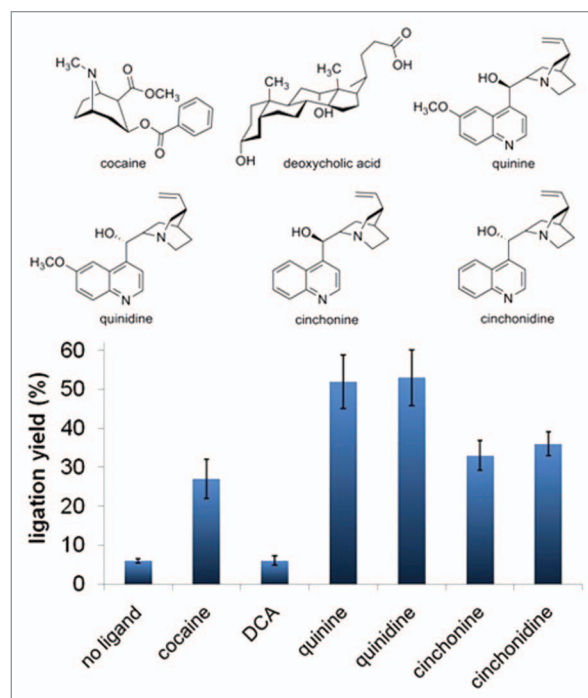 H₃C
N
O
OCH₃
O
O
cocaine
CH₃
H
CH₃
H
H
OH
H
OH
O
OH
deoxycholic acid
HO
N
H₃CO
N
quinine
HO
N
H₃CO
N
quinidine
HO
N
N
cinchonine
HO
N
N
cinchonidine
ligation yield (%)
60
50
40
30
20
10
0
no ligand
cocaine
DCA
quinine
quinidine
cinchonine
cinchonidine